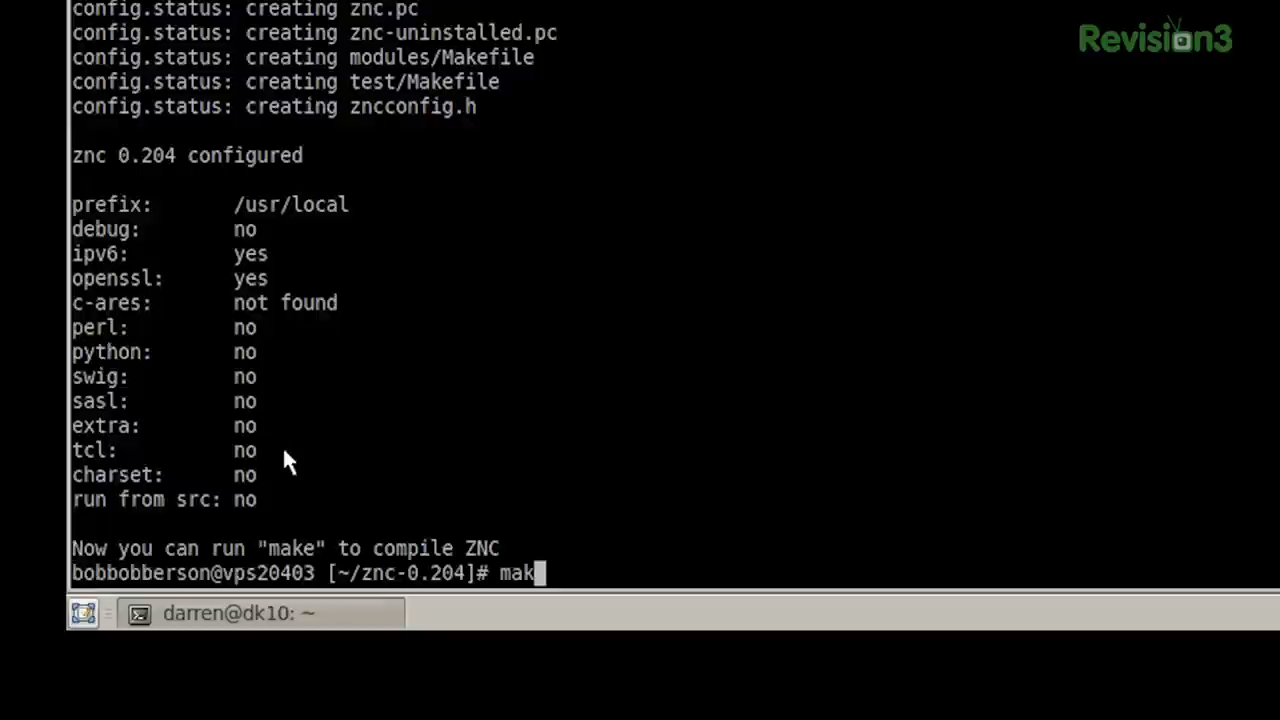 config.status: creating znc.pc
config.status: creating znc-uninstalled.pc
config.status: creating modules/Makefile
config.status: creating test/Makefile
config.status: creating zncconfig.h
Revision3
znc 0.204 configured
prefix: /usr/local
debug: no
ipv6: yes
openssl: yes
c-ares: not found
perl: no
python: no
swig: no
sasl: no
extra: no
tcl: no
charset: no
run from src: no
Now you can run "make" to compile ZNC
bobbobberson@vps20403 [~/znc-0.204]# mak
darren@dk10: ~